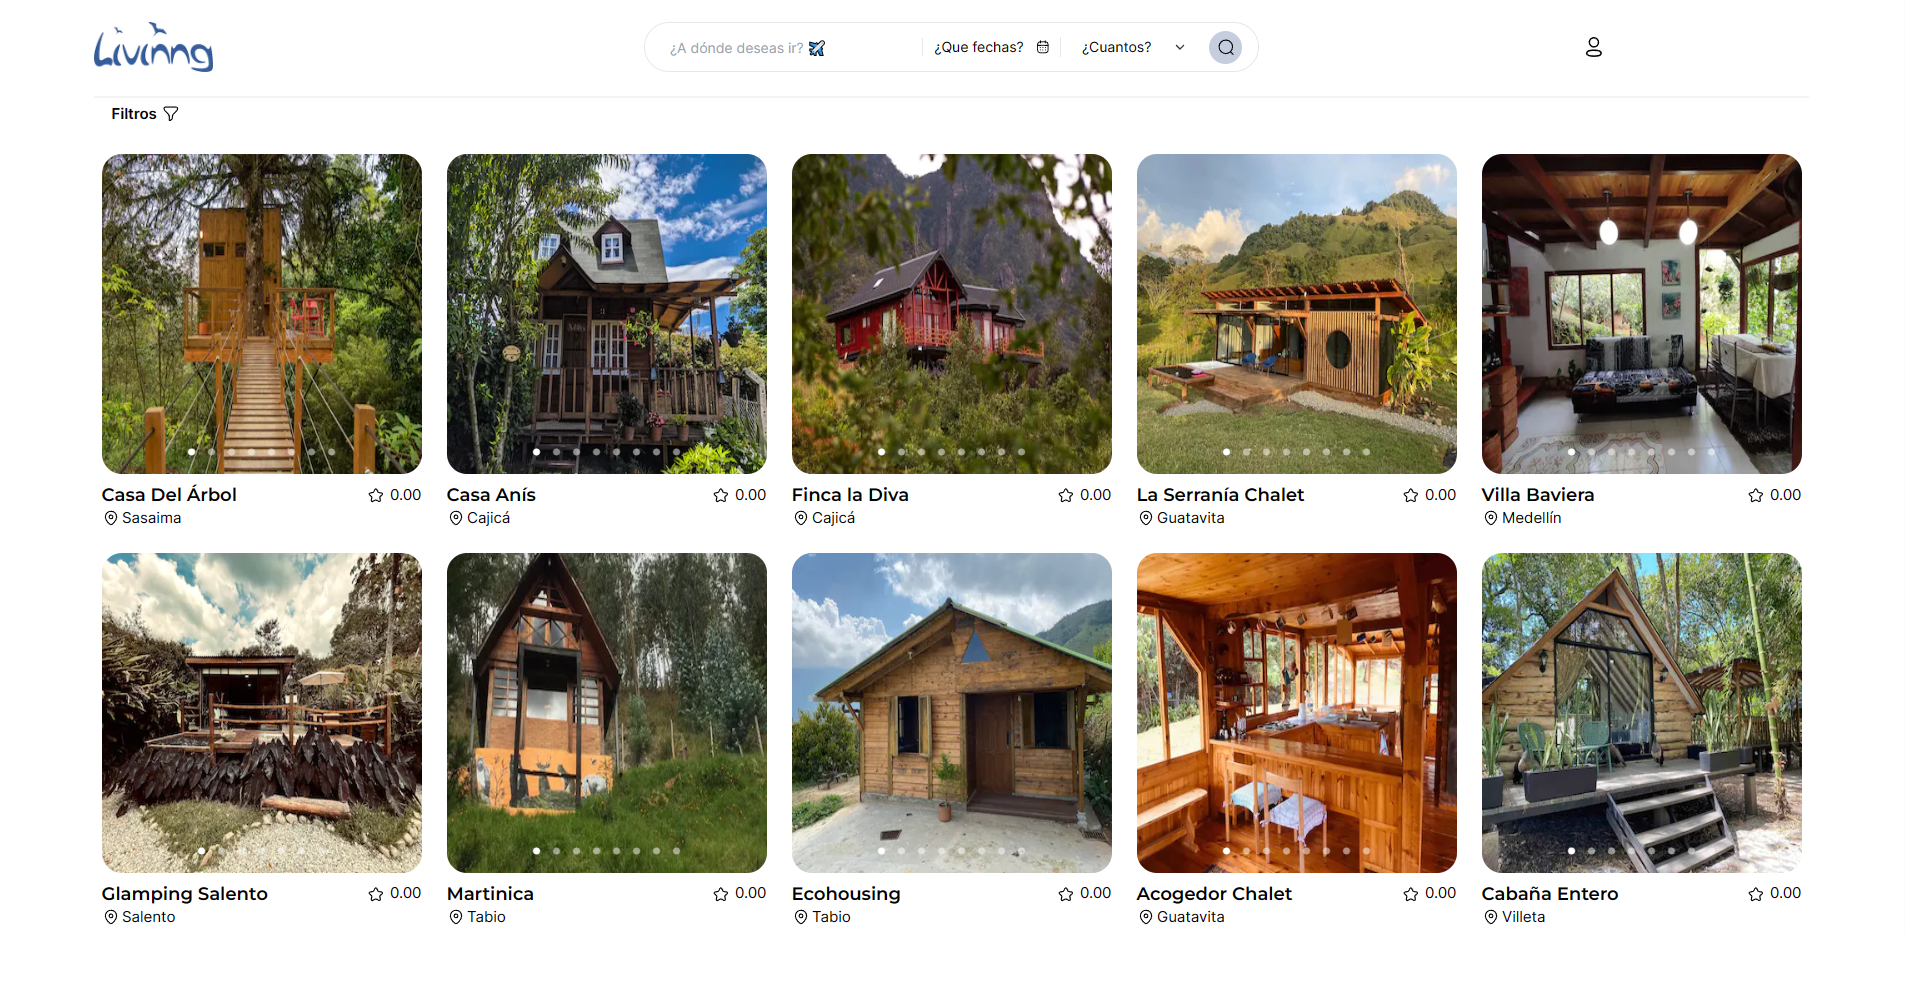 Livinng
¿A dónde deseas ir? ✈️
¿Que fechas?
¿Cuantos?
Filtros
Casa Del Árbol
0.00
Sasaima
Casa Anís
0.00
Cajicá
Finca la Diva
0.00
Cajicá
La Serranía Chalet
0.00
Guatavita
Villa Baviera
0.00
Medellín
Glamping Salento
0.00
Salento
Martinica
0.00
Tabio
Ecohousing
0.00
Tabio
Acogedor Chalet
0.00
Guatavita
Cabaña Entero
0.00
Villeta